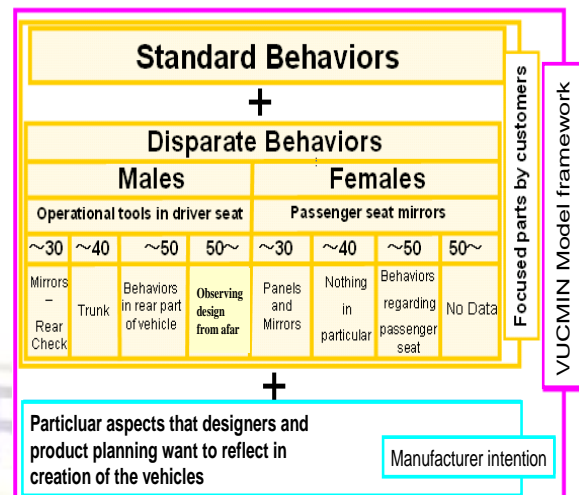 Standard Behaviors
+
Disparate Behaviors
Males Females
Operational tools in driver seat Passenger seat mirrors
～30 ～40 ～50 50～ ～30 ～40 ～50 50～
Mirrors
–
Rear
Check
Trunk
Behaviors
in rear part
of vehicle
Observing
design
from afar
Panels
and
Mirrors
Nothing
in
particular
Behaviors
regarding
passenger
seat
No Data
+
Particluar aspects that designers and
product planning want to reflect in
creation of the vehicles
Manufacturer intention
Focused parts by customers
VUCMIN Model framework